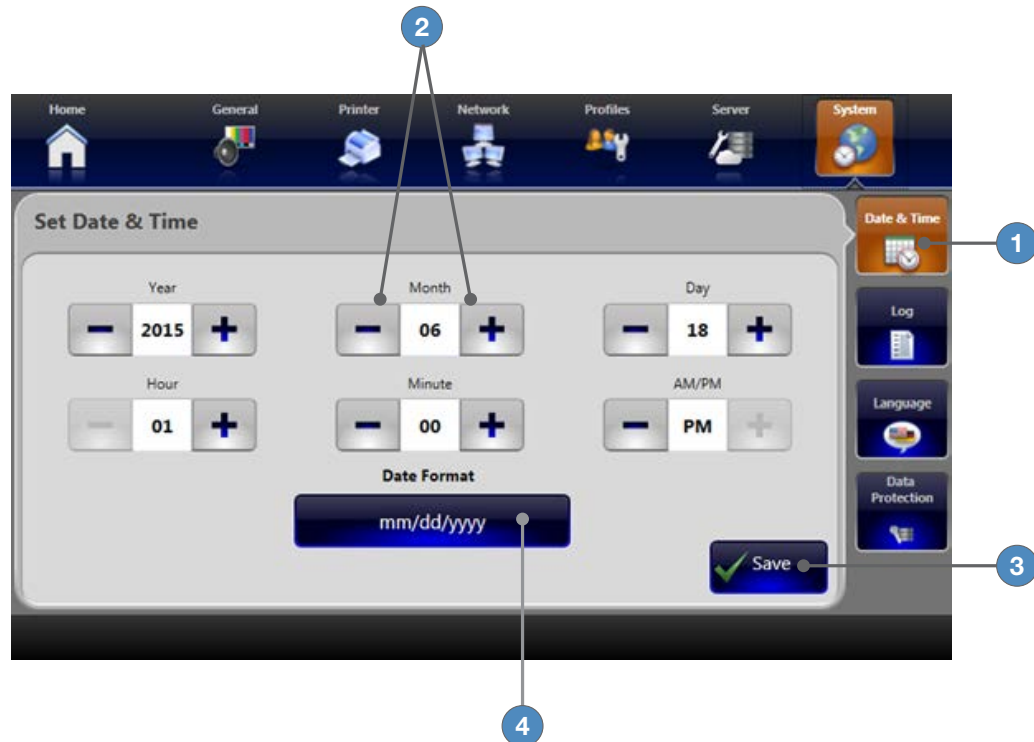 2
Home General Printer Network Profiles Server System
Set Date & Time
Date & Time
1
Year Month Day
2015 06 18
Log
Hour Minute AM/PM
01 00 PM
Language
Date Format
mm/dd/yyyy
Data
Protection
Save
3
4